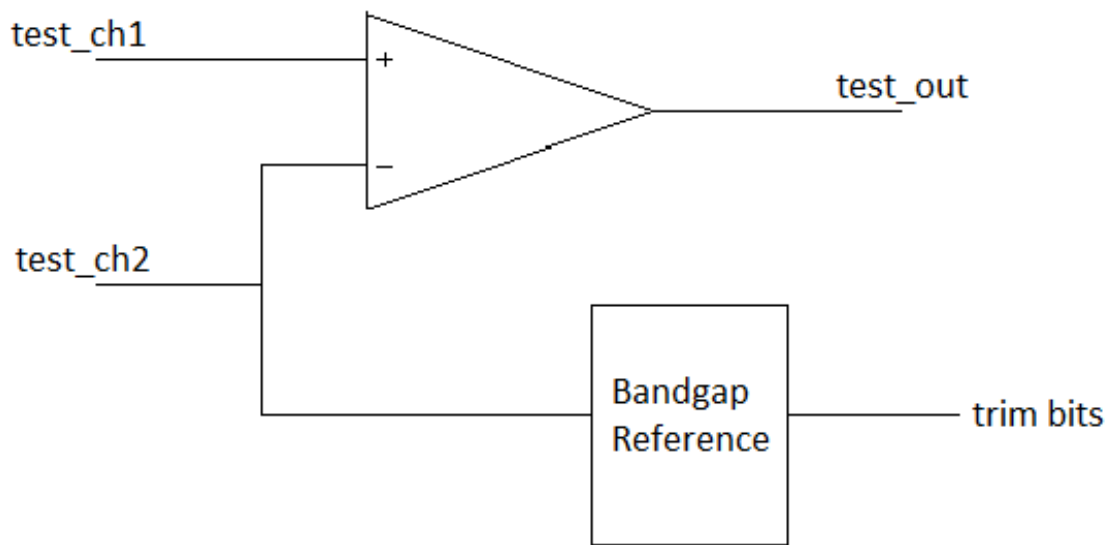 test_ch1
+
test_out
−
test_ch2
Bandgap
Reference
trim bits